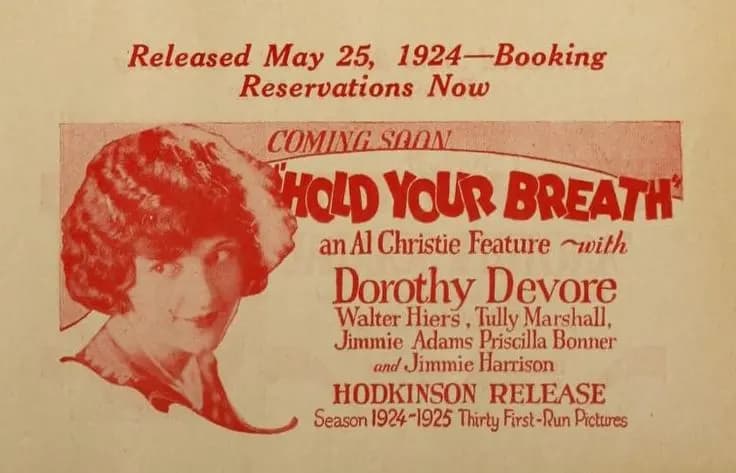 Released May 25, 1924—Booking
Reservations Now
COMING SOON
"HOLD YOUR BREATH"
an Al Christie Feature ~with
Dorothy Devore
Walter Hiers, Tully Marshall,
Jimmie Adams Priscilla Bonner
and Jimmie Harrison
HODKINSON RELEASE
Season 1924-1925 Thirty First-Run Pictures